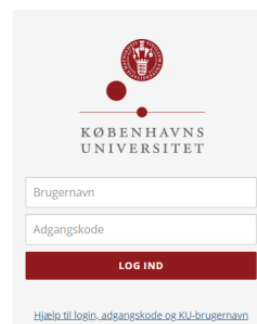 KØBENHAVNS
UNIVERSITET
Brugernavn
Adgangskode
LOG IND
Hjælp til login, adgangskode og KU-brugernavn